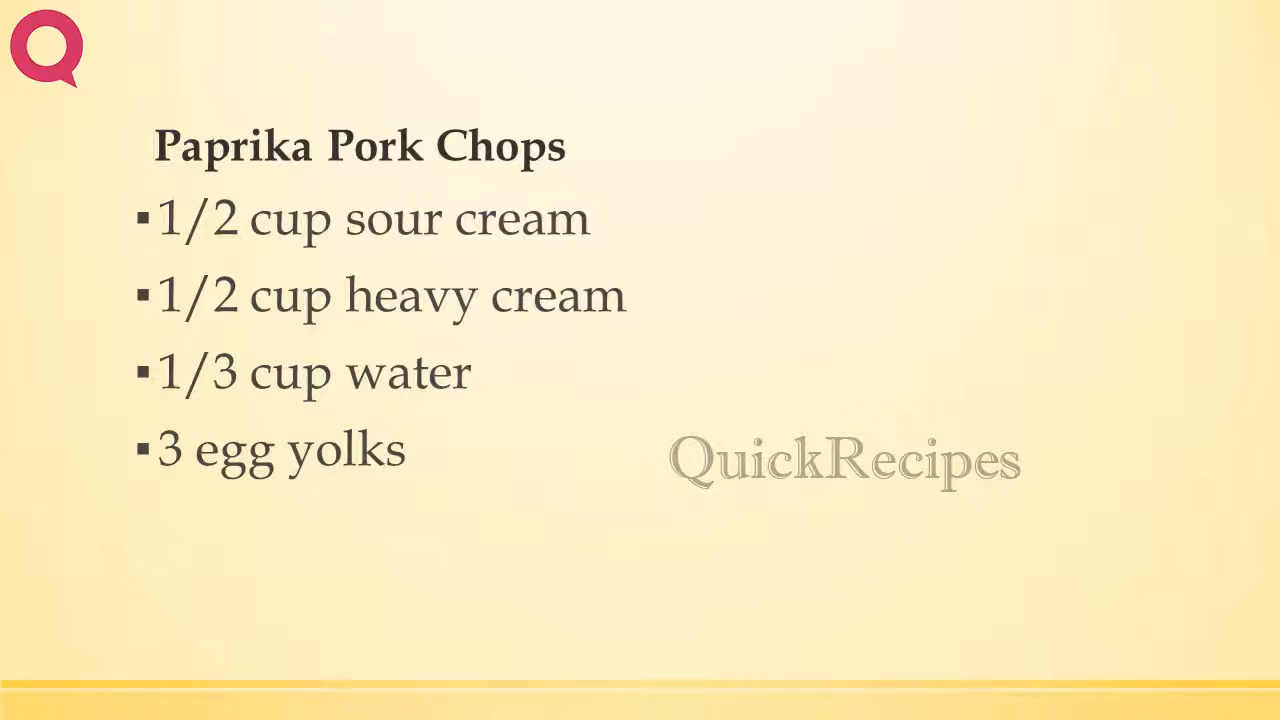 Paprika Pork Chops
▪1/2 cup sour cream
▪1/2 cup heavy cream
▪1/3 cup water
▪3 egg yolks
QuickRecipes